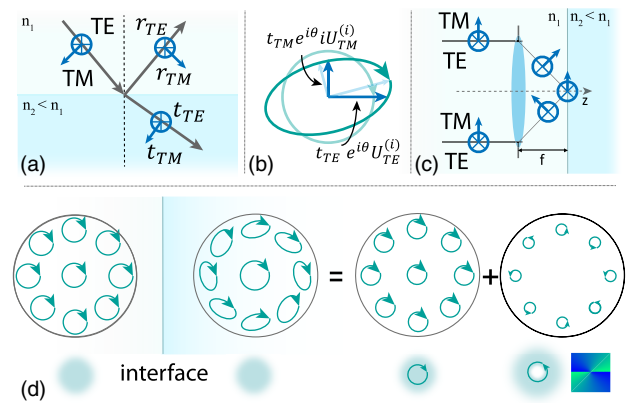 n₁
TE
TM
r_TE
r_TM
n₂< n₁
t_TE
t_TM
(a)
t_TM e^{iθ} iU_TM^{(i)}
t_TE e^{iθ} U_TE^{(i)}
(b)
TM
TE
n₁
n₂ < n₁
z
TM
TE
f
(c)
=
+
interface
(d)